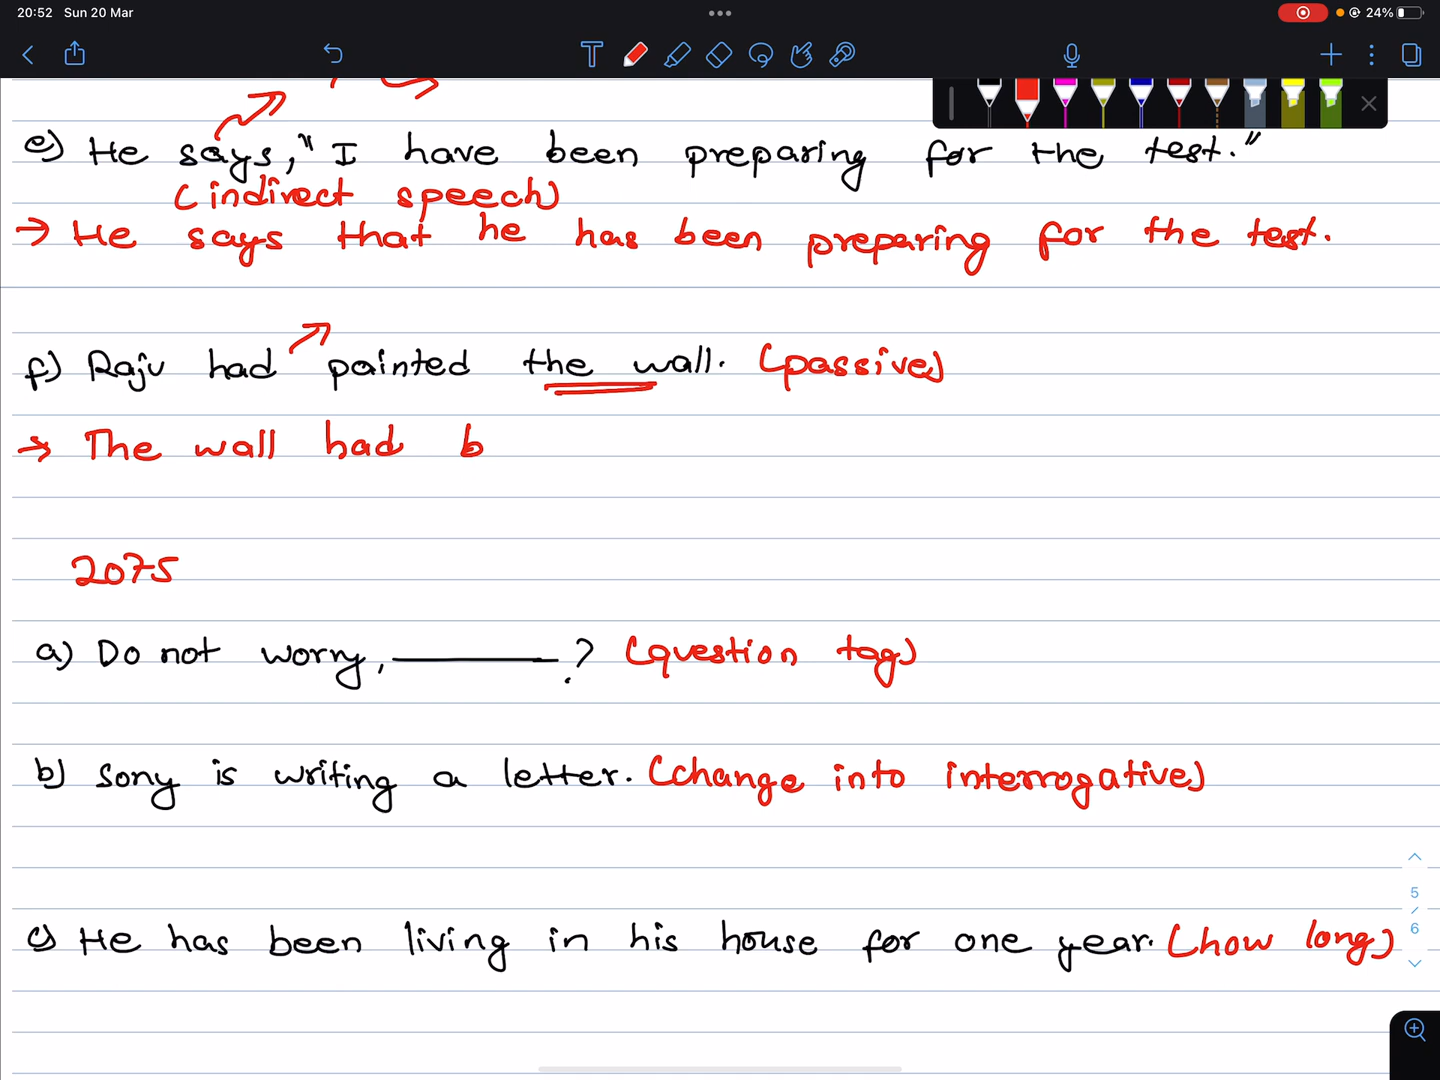 20:52 Sun 20 Mar
24%
T
e) He says, "I have been preparing for the test."
(indirect speech)
→ He says that he has been preparing for the test.
f) Raju had painted the wall. (passive)
→ The wall had b
2075
a) Do not worry, ________? (question tag)
b) Sony is writing a letter. (change into interrogative)
c) He has been living in his house for one year. (how long)
5
/
6